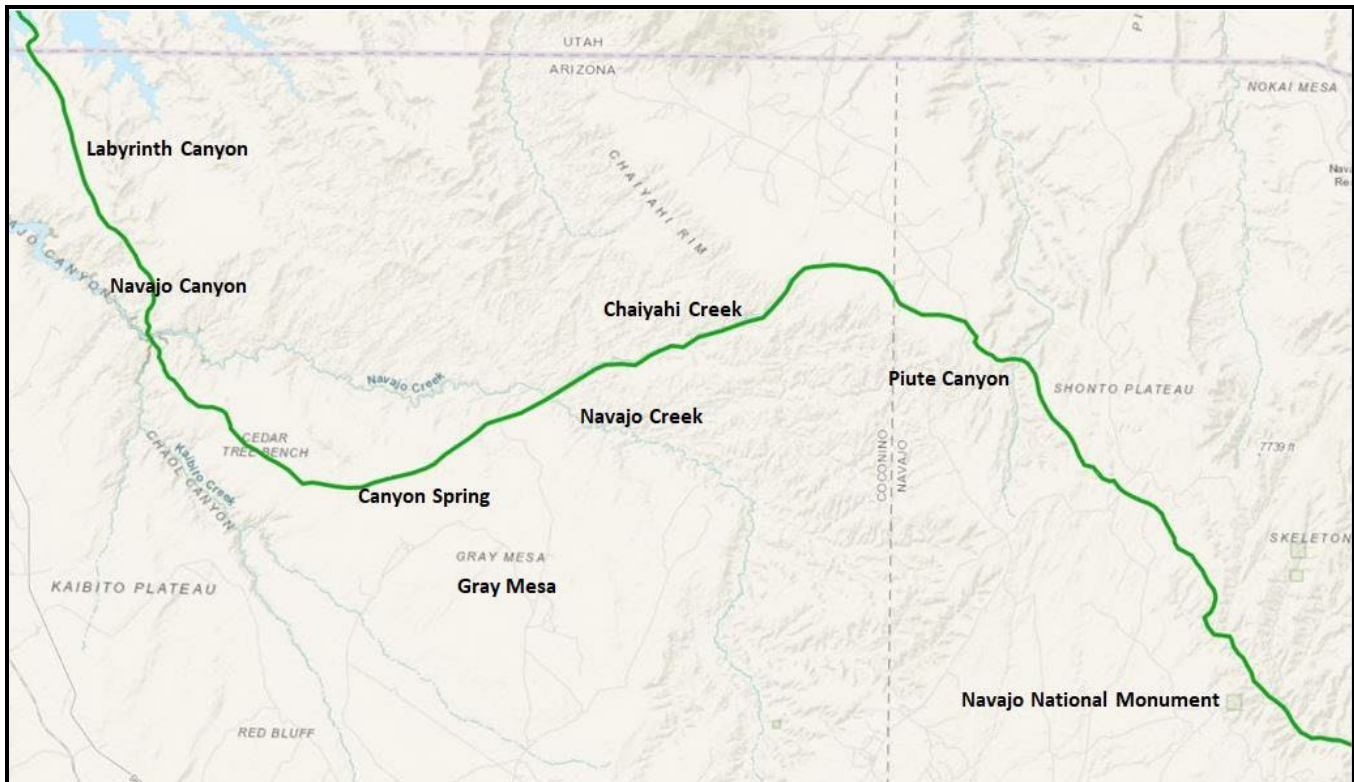 UTAH
ARIZONA
NOKAI MESA
Labyrinth Canyon
CHAIYAHI RIM
AJO CANYON
Navajo Canyon
Chaiyahi Creek
Navajo Creek
Piute Canyon
SHONTO PLATEAU
Navajo Creek
CEDAR
TREE BENCH
Kaibito Creek
CHAOL CANYON
COCONINO
NAVAJO
7739 ft
Canyon Spring
SKELETON
GRAY MESA
Gray Mesa
KAIBITO PLATEAU
Navajo National Monument
RED BLUFF